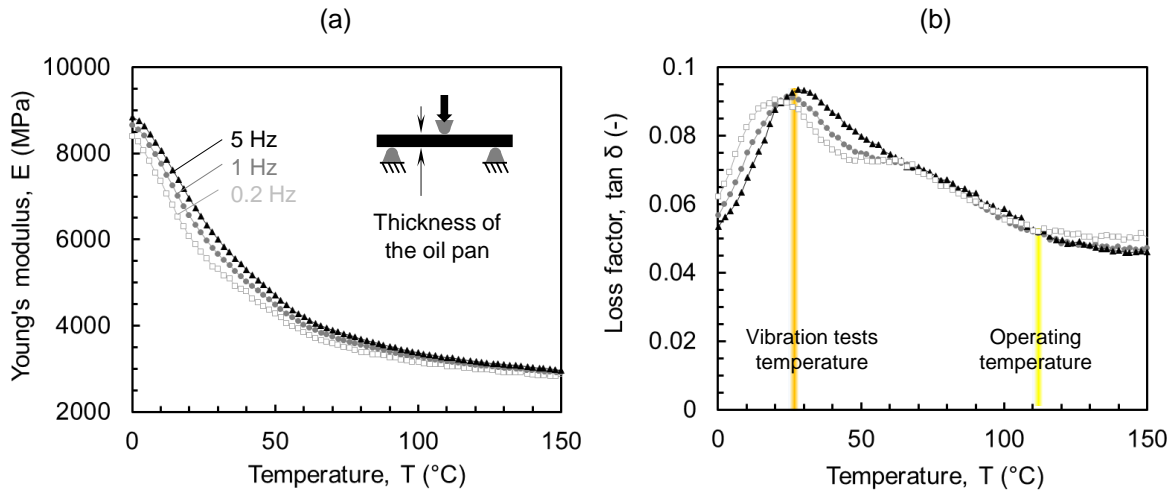 (a)
Young's modulus, E (MPa)
10000
8000
6000
4000
2000
5 Hz
1 Hz
0.2 Hz
Thickness of
the oil pan
0
50
100
150
Temperature, T (°C)
(b)
Loss factor, tan δ (-)
0.1
0.08
0.06
0.04
0.02
0
Vibration tests
temperature
Operating
temperature
0
50
100
150
Temperature, T (°C)